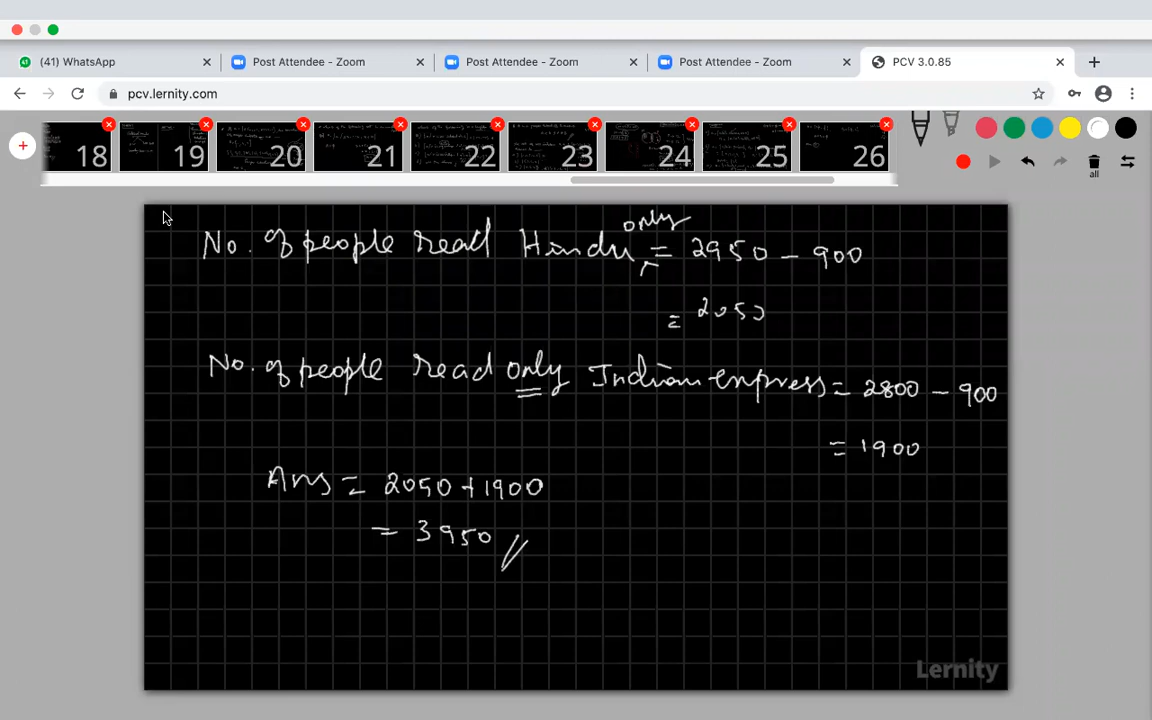 (41) WhatsApp
Post Attendee - Zoom
Post Attendee - Zoom
Post Attendee - Zoom
PCV 3.0.85
pcv.lernity.com
18 19 20 21 22 23 24 25 26
all
only
No. of people read Hindu = 2950 - 900
= 2050
No. of people read only Indian express = 2800 - 900
= 1900
Ans = 2050 + 1900
= 3950
Lernity